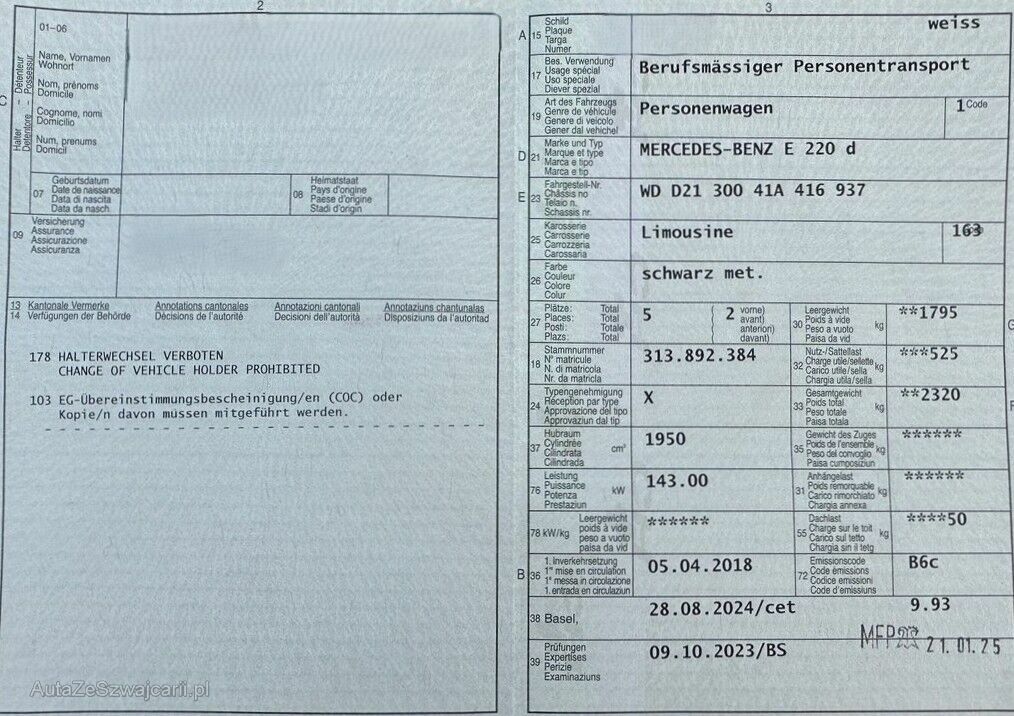 2
01-06
Name, Vornamen
Wohnort
Nom, prénoms
Domicile
Cognome, nomi
Domicilio
Num, prenums
Domicil
C
Halter – Détenteur
Detentore – Possessur
07
Geburtsdatum
Date de naissance
Data di nascita
Data da nasch.
08
Heimatstaat
Pays d'origine
Paese d'origine
Stadi d'origin
09
Versicherung
Assurance
Assicurazione
Assicuranza
13 Kantonale Vermerke Annotations cantonales Annotazioni cantonali Annotaziuns chantunalas
14 Verfügungen der Behörde Décisions de l'autorité Decisioni dell'autorità Disposiziuns da l'autoritad
178 HALTERWECHSEL VERBOTEN
CHANGE OF VEHICLE HOLDER PROHIBITED
103 EG-Übereinstimmungsbescheinigung/en (COC) oder
Kopie/n davon müssen mitgeführt werden.
AutaZeSzwajcarii.pl
3
A 15
Schild
Plaque
Targa
Numer
weiss
17
Bes. Verwendung
Usage spécial
Uso speciale
Diever spezial
Berufsmässiger Personentransport
19
Art des Fahrzeugs
Genre de véhicule
Genere di veicolo
Gener dal vehichel
Personenwagen
1 Code
D 21
Marke und Typ
Marque et type
Marca e tipo
Marca e tip
MERCEDES-BENZ E 220 d
E 23
Fahrgestell-Nr.
Châssis no
Telaio n.
Schassis nr.
WD D21 300 41A 416 937
25
Karosserie
Carrosserie
Carrozzeria
Carossaria
Limousine
163
26
Farbe
Couleur
Colore
Colur
schwarz met.
27
Plätze: Total
Places: Total
Posti: Totale
Plazs: Total
5
2
vorne)
avant)
anterion)
davant)
30
Leergewicht
Poids à vide
Peso a vuoto
Paisa da vid
kg
**1795
G
18
Stammnummer
N° matricule
N. di matricola
Nr. da matricla
313.892.384
32
Nutz-/Sattellast
Charge utile/sellette
Carico utile/sella
Chargia utila/sella
kg
***525
24
Typengenehmigung
Réception par type
Approvazione del tipo
Approvaziun dal tip
X
33
Gesamtgewicht
Poids total
Peso totale
Paisa totala
kg
**2320
F
37
Hubraum
Cylindrée
Cilindrata
Cilindrada
cm³
1950
35
Gewicht des Zuges
Poids de l'ensemble
Peso del convoglio
Paisa cumposiziun
kg
******
76
Leistung
Puissance
Potenza
Prestaziun
kW
143.00
31
Anhängelast
Poids remorquable
Carico rimorchiato
Chargia annexa
kg
******
78 kW/kg
Leergewicht
poids à vide
peso a vuoto
paisa da vid
******
55
Dachlast
Charge sur le toit
Carico sul tetto
Chargia sin il tetg
kg
****50
B 36
1. Inverkehrsetzung
1re mise en circulation
1a messa in circolazione
1. entrada en circulaziun
05.04.2018
72
Emissionscode
Code émissions
Codice emissioni
Code d'emissiuns
B6c
38 Basel,
28.08.2024/cet
9.93
39
Prüfungen
Expertises
Perizie
Examinaziuns
09.10.2023/BS
MFP
21.01.25